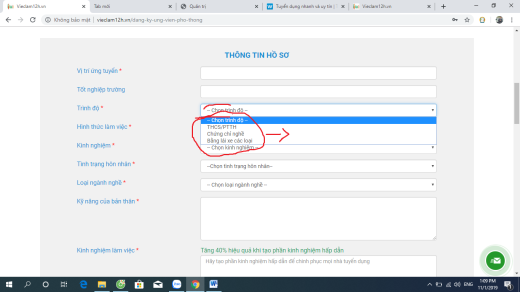 Vieclam12h.vn
Tab mới
Quản trị
Tuyển dụng nhanh và uy tín |
Vieclam12h.vn
Không bảo mật | vieclam12h.vn/dang-ky-ung-vien-pho-thong
THÔNG TIN HỒ SƠ
Vị trí ứng tuyển *
Tốt nghiệp trường
Trình độ *
-- Chọn trình độ --
-- Chọn trình độ --
THCS/PTTH
Chứng chỉ nghề
Bằng lái xe các loại
Hình thức làm việc *
Kinh nghiệm *
-- Chọn kinh nghiệm --
Tình trạng hôn nhân *
--Chọn tình trạng hôn nhân--
Loại ngành nghề *
-- Chọn loại ngành nghề --
Kỹ năng của bản thân *
Kinh nghiệm làm việc *
Tăng 40% hiệu quả khi tạo phần kinh nghiệm hấp dẫn
Hãy tạo phần kinh nghiệm hấp dẫn để chinh phục mọi nhà tuyển dụng
1:09 PM
11/1/2019